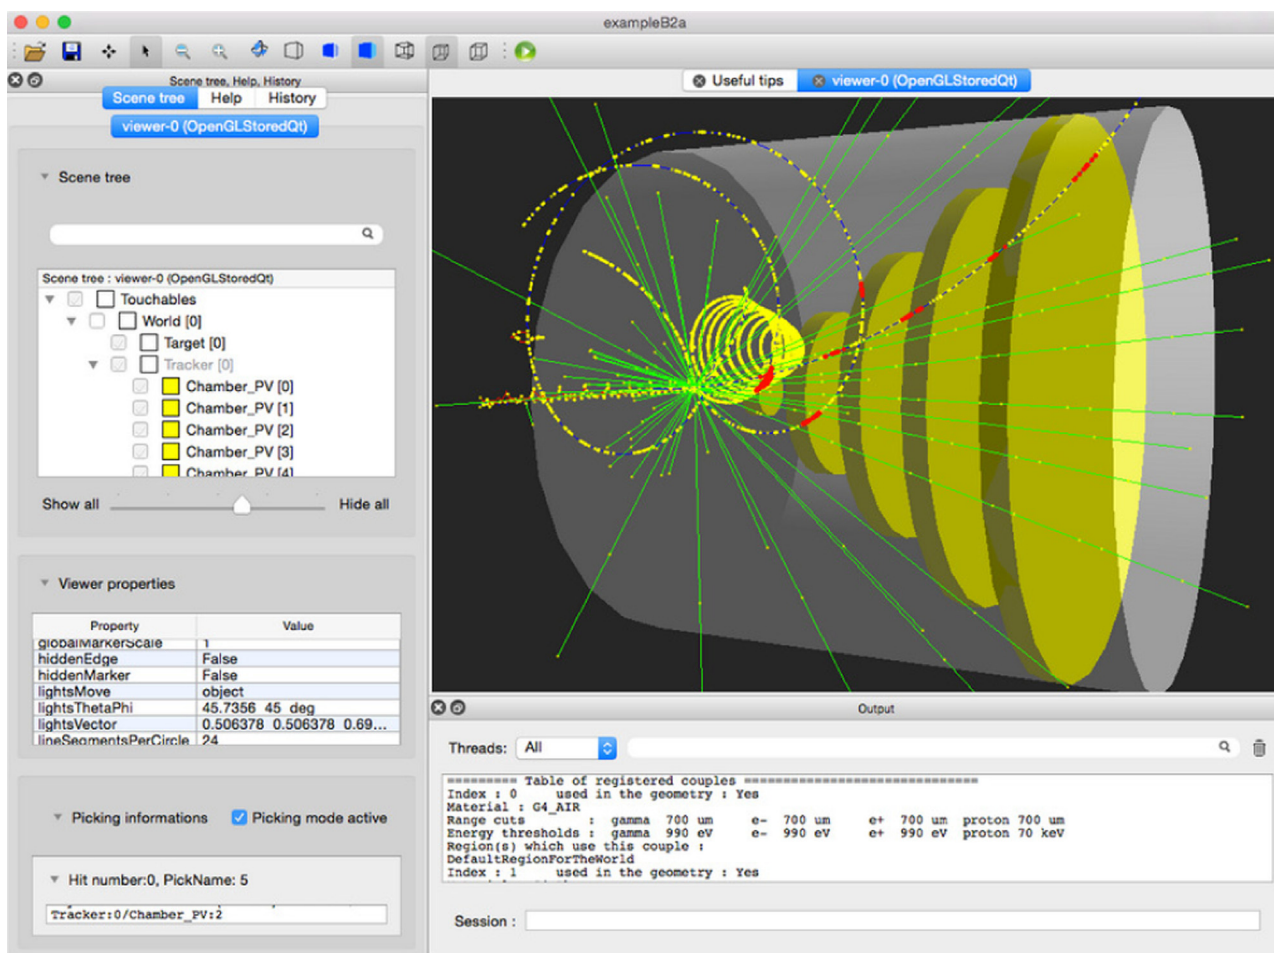 exampleB2a
Scene tree, Help, History
Scene tree Help History
viewer-0 (OpenGLStoredQt)
Scene tree
Scene tree : viewer-0 (OpenGLStoredQt)
Touchables
World [0]
Target [0]
Tracker [0]
Chamber_PV [0]
Chamber_PV [1]
Chamber_PV [2]
Chamber_PV [3]
Chamber_PV [4]
Show all Hide all
Viewer properties
Property Value
globalMarkerScale 1
hiddenEdge False
hiddenMarker False
lightsMove object
lightsThetaPhi 45.7356 45 deg
lightsVector 0.506378 0.506378 0.69...
lineSegmentsPerCircle 24
Picking informations Picking mode active
Hit number:0, PickName: 5
Tracker:0/Chamber_PV:2
Useful tips viewer-0 (OpenGLStoredQt)
Output
Threads: All
========= Table of registered couples ==============================
Index : 0 used in the geometry : Yes
Material : G4_AIR
Range cuts : gamma 700 um e- 700 um e+ 700 um proton 700 um
Energy thresholds : gamma 990 eV e- 990 eV e+ 990 eV proton 70 keV
Region(s) which use this couple :
DefaultRegionForTheWorld
Index : 1 used in the geometry : Yes
Session :